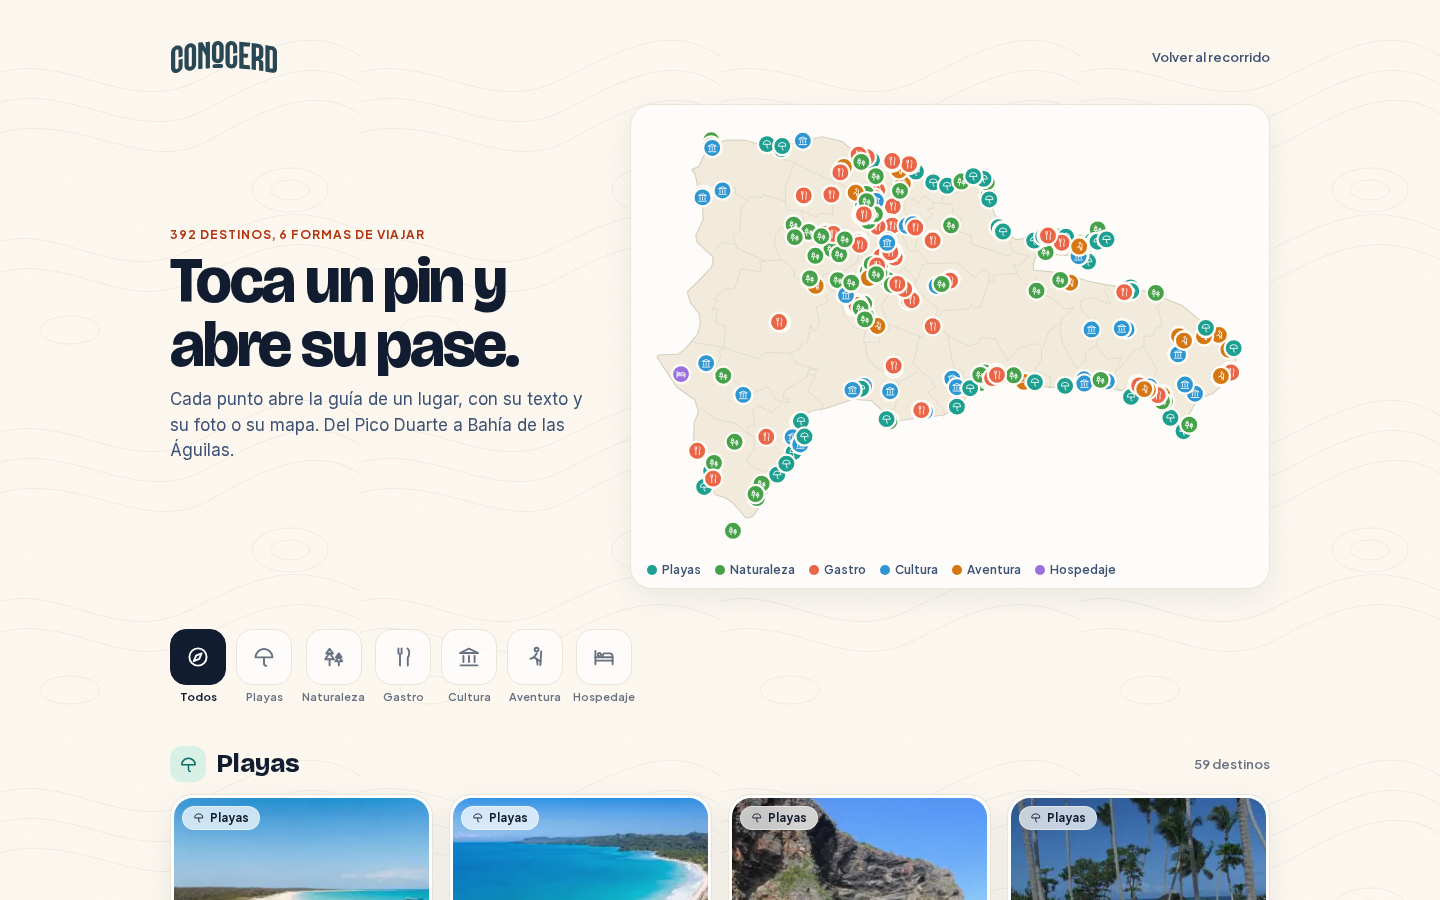 CONOCERD
Volver al recorrido
392 DESTINOS, 6 FORMAS DE VIAJAR
Toca un pin y
abre su pase.
Cada punto abre la guía de un lugar, con su texto y
su foto o su mapa. Del Pico Duarte a Bahía de las
Águilas.
Playas Naturaleza Gastro Cultura Aventura Hospedaje
Todos Playas Naturaleza Gastro Cultura Aventura Hospedaje
Playas
59 destinos
Playas Playas Playas Playas